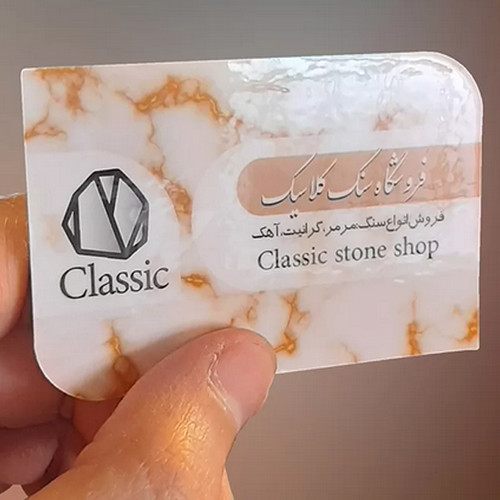 فروشگاه سنگ کلاسیک
فروش انواع سنگ: مرمر، گرانیت، آهک
Classic stone shop
Classic